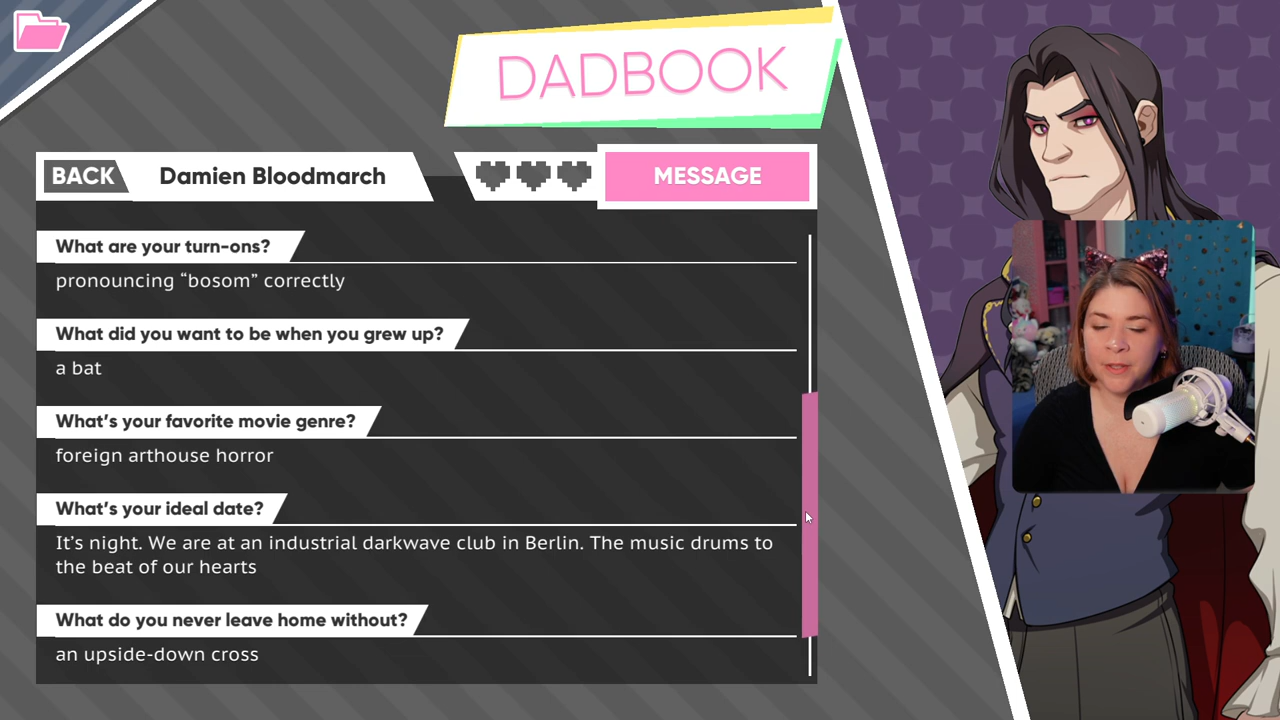 DADBOOK
BACK
Damien Bloodmarch
MESSAGE
What are your turn-ons?
pronouncing “bosom” correctly
What did you want to be when you grew up?
a bat
What’s your favorite movie genre?
foreign arthouse horror
What’s your ideal date?
It’s night. We are at an industrial darkwave club in Berlin. The music drums to
the beat of our hearts
What do you never leave home without?
an upside-down cross